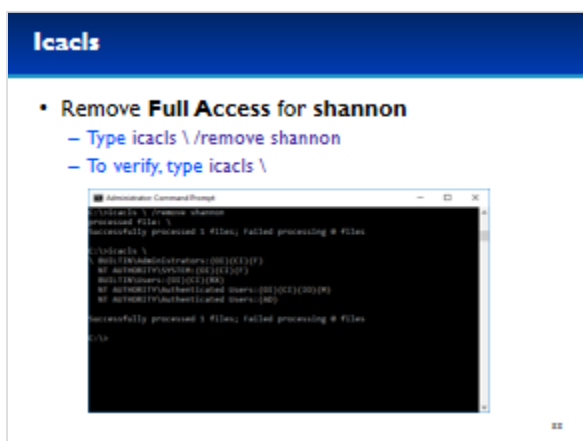 Icacls
• Remove Full Access for shannon
– Type icacls \ /remove shannon
– To verify, type icacls \
Administrator Command Prompt
C:\>icacls \ /remove shannon
processed file: \
Successfully processed 1 files; Failed processing 0 files
C:\>icacls \
\ BUILTIN\Administrators:(OI)(CI)(F)
NT AUTHORITY\SYSTEM:(OI)(CI)(F)
BUILTIN\Users:(OI)(CI)(RX)
NT AUTHORITY\Authenticated Users:(OI)(CI)(IO)(M)
NT AUTHORITY\Authenticated Users:(AD)
Successfully processed 1 files; Failed processing 0 files
C:\>